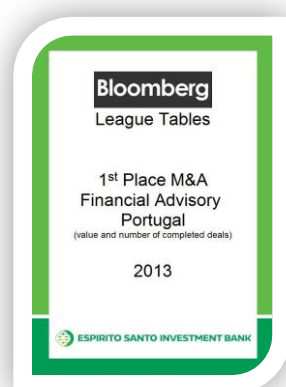 Bloomberg
League Tables
1st Place M&A
Financial Advisory
Portugal
(value and number of completed deals)
2013
ESPIRITO SANTO INVESTMENT BANK